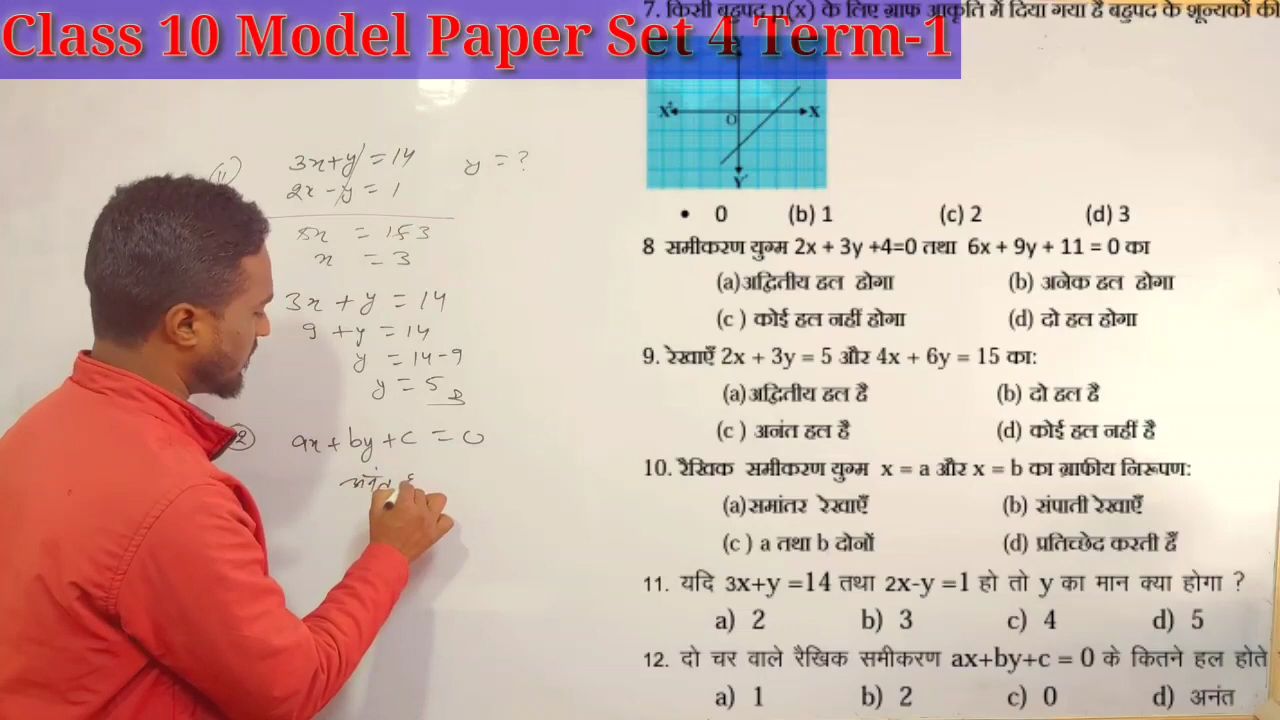 Class 10 Model Paper Set 4 Term-1
7. किसी बहुपद p(x) के लिए ग्राफ आकृति में दिया गया है बहुपद के शून्यकों की
X' O X
Y'
• 0 (b) 1 (c) 2 (d) 3
8 समीकरण युग्म 2x + 3y +4=0 तथा 6x + 9y + 11 = 0 का
(a)अद्वितीय हल होगा (b) अनेक हल होगा
(c ) कोई हल नहीं होगा (d) दो हल होगा
9. रेखाएँ 2x + 3y = 5 और 4x + 6y = 15 का:
(a)अद्वितीय हल है (b) दो हल है
(c ) अनंत हल है (d) कोई हल नहीं है
10. रैखिक समीकरण युग्म x = a और x = b का ग्राफीय निरूपण:
(a)समांतर रेखाएँ (b) संपाती रेखाएँ
(c ) a तथा b दोनों (d) प्रतिच्छेद करती हैं
11. यदि 3x+y =14 तथा 2x-y =1 हो तो y का मान क्या होगा ?
a) 2 b) 3 c) 4 d) 5
12. दो चर वाले रैखिक समीकरण ax+by+c = 0 के कितने हल होते
a) 1 b) 2 c) 0 d) अनंत
11 3x+y = 14 y = ?
2x - y = 1
5x = 153
x = 3
3x + y = 14
9 + y = 14
y = 14-9
y = 5
ax + by + c = 0